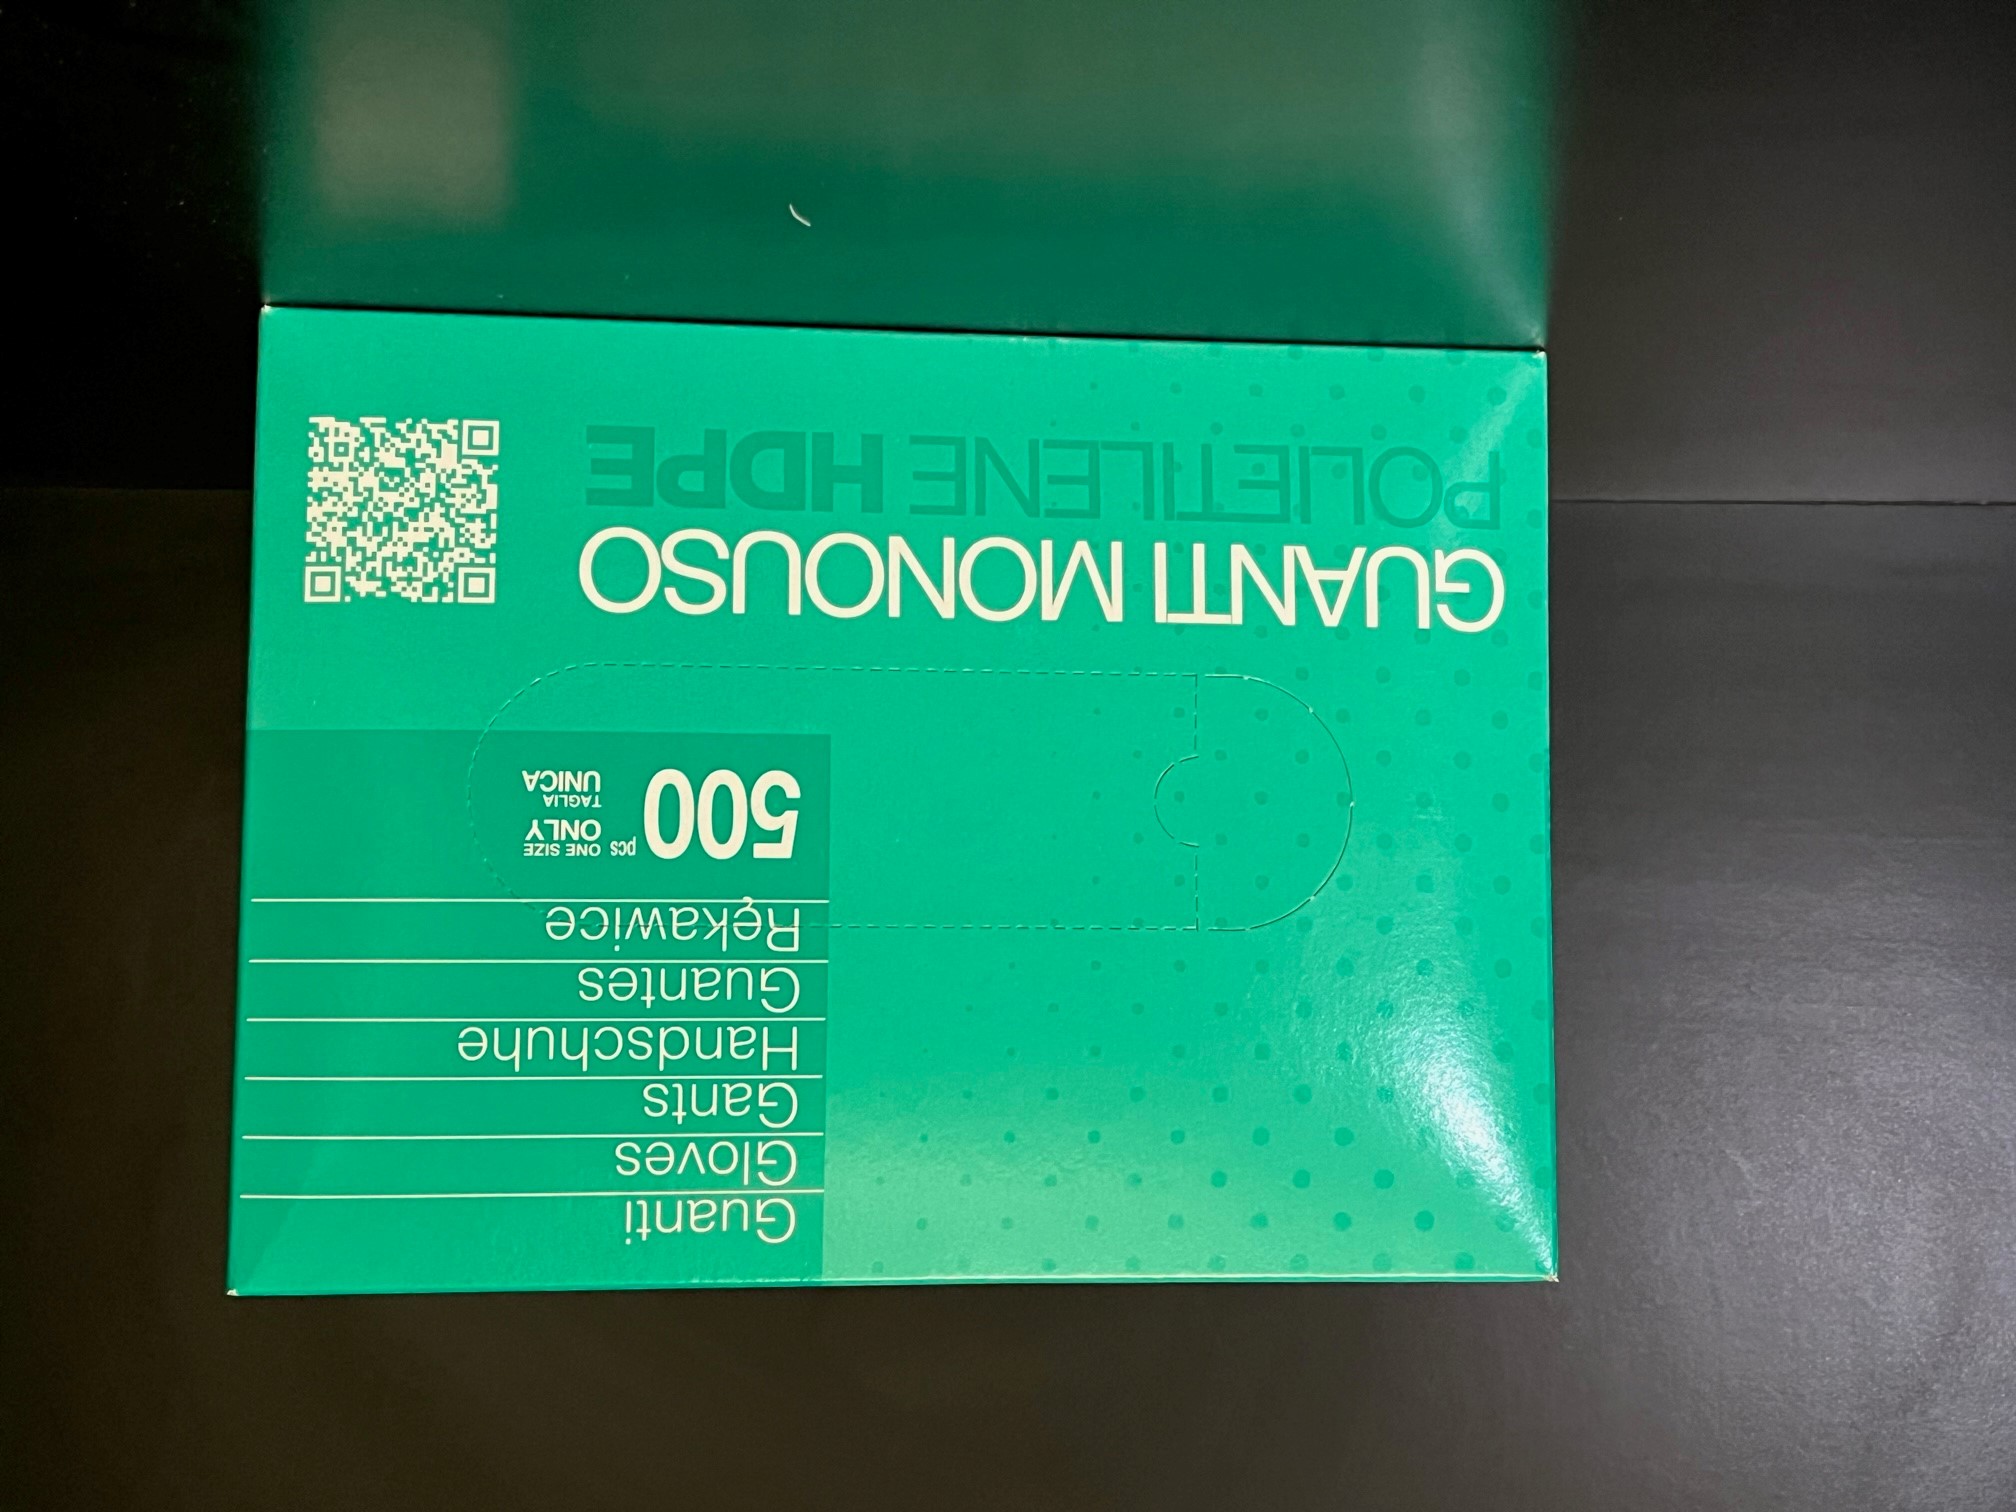 Guanti
Gloves
Gants
Handschuhe
Guantes
Rękawice
500 pcs
ONE SIZE
ONLY
TAGLIA
UNICA
GUANTI MONOUSO
POLIETILENE HDPE